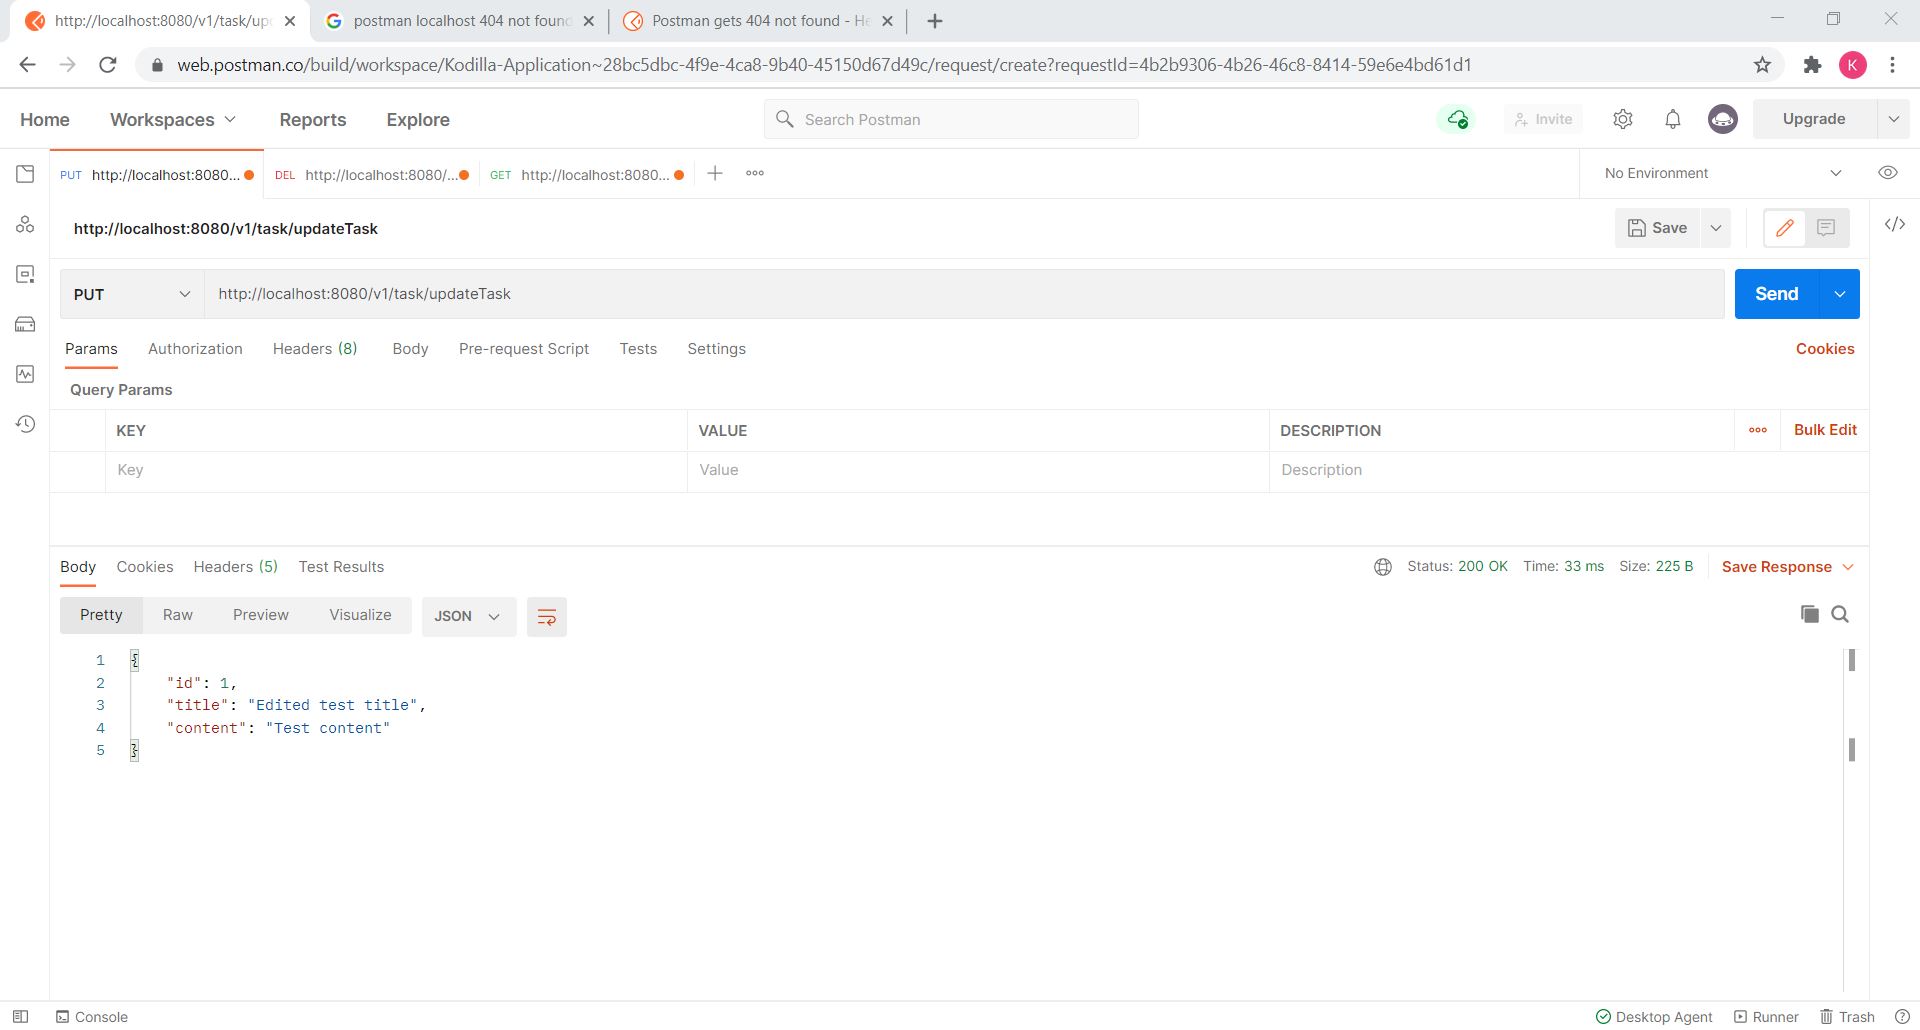 http://localhost:8080/v1/task/upd
postman localhost 404 not found
Postman gets 404 not found - He
web.postman.co/build/workspace/Kodilla-Application~28bc5dbc-4f9e-4ca8-9b40-45150d67d49c/request/create?requestId=4b2b9306-4b26-46c8-8414-59e6e4bd61d1
K
Home
Workspaces
Reports
Explore
Search Postman
Invite
Upgrade
PUT http://localhost:8080...
DEL http://localhost:8080/...
GET http://localhost:8080...
No Environment
http://localhost:8080/v1/task/updateTask
Save
PUT
http://localhost:8080/v1/task/updateTask
Send
Params
Authorization
Headers (8)
Body
Pre-request Script
Tests
Settings
Cookies
Query Params
KEY
VALUE
DESCRIPTION
Bulk Edit
Key
Value
Description
Body
Cookies
Headers (5)
Test Results
Status: 200 OK
Time: 33 ms
Size: 225 B
Save Response
Pretty
Raw
Preview
Visualize
JSON
1 {
2 "id": 1,
3 "title": "Edited test title",
4 "content": "Test content"
5 }
Console
Desktop Agent
Runner
Trash